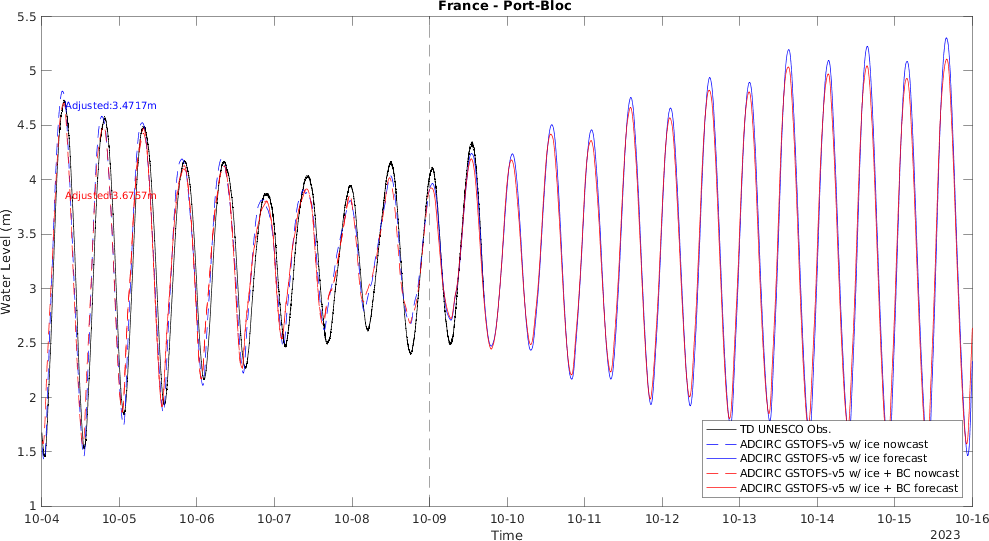 France - Port-Bloc
5.5
5
4.5
4
3.5
3
2.5
2
1.5
1
Water Level (m)
Adjusted:3.4717m
Adjusted:3.6757m
TD UNESCO Obs.
ADCIRC GSTOFS-v5 w/ ice nowcast
ADCIRC GSTOFS-v5 w/ ice forecast
ADCIRC GSTOFS-v5 w/ ice + BC nowcast
ADCIRC GSTOFS-v5 w/ ice + BC forecast
10-04 10-05 10-06 10-07 10-08 10-09 10-10 10-11 10-12 10-13 10-14 10-15 10-16
Time
2023